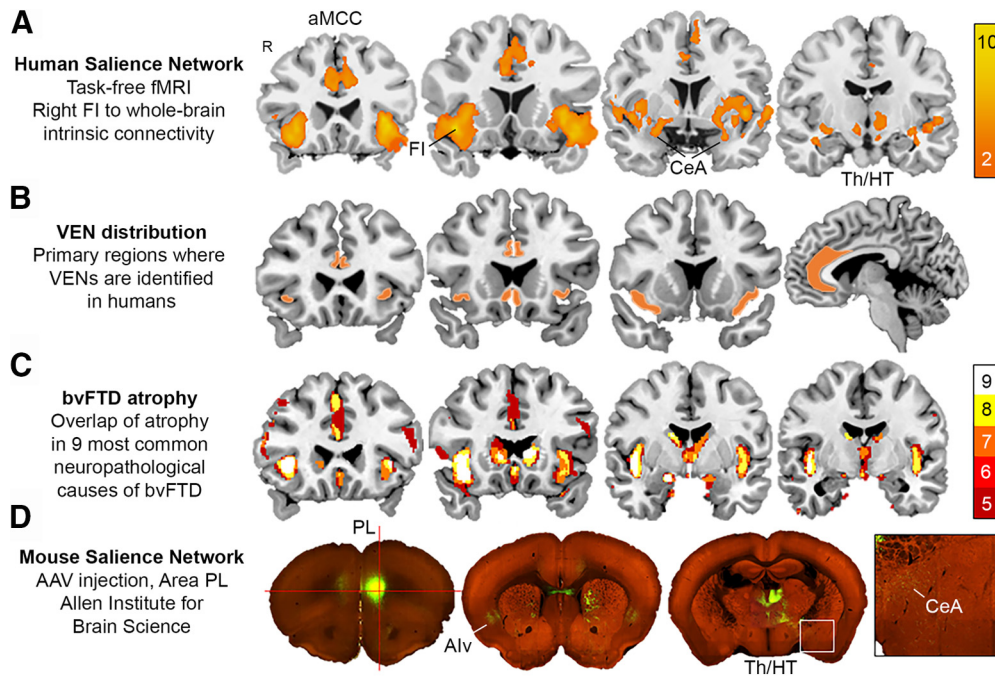 A
Human Salience Network
Task-free fMRI
Right FI to whole-brain
intrinsic connectivity
R
aMCC
FI
CeA
Th/HT
10
2
B
VEN distribution
Primary regions where
VENs are identified
in humans
C
bvFTD atrophy
Overlap of atrophy
in 9 most common
neuropathological
causes of bvFTD
9
8
7
6
5
D
Mouse Salience Network
AAV injection, Area PL
Allen Institute for
Brain Science
PL
AIv
Th/HT
CeA